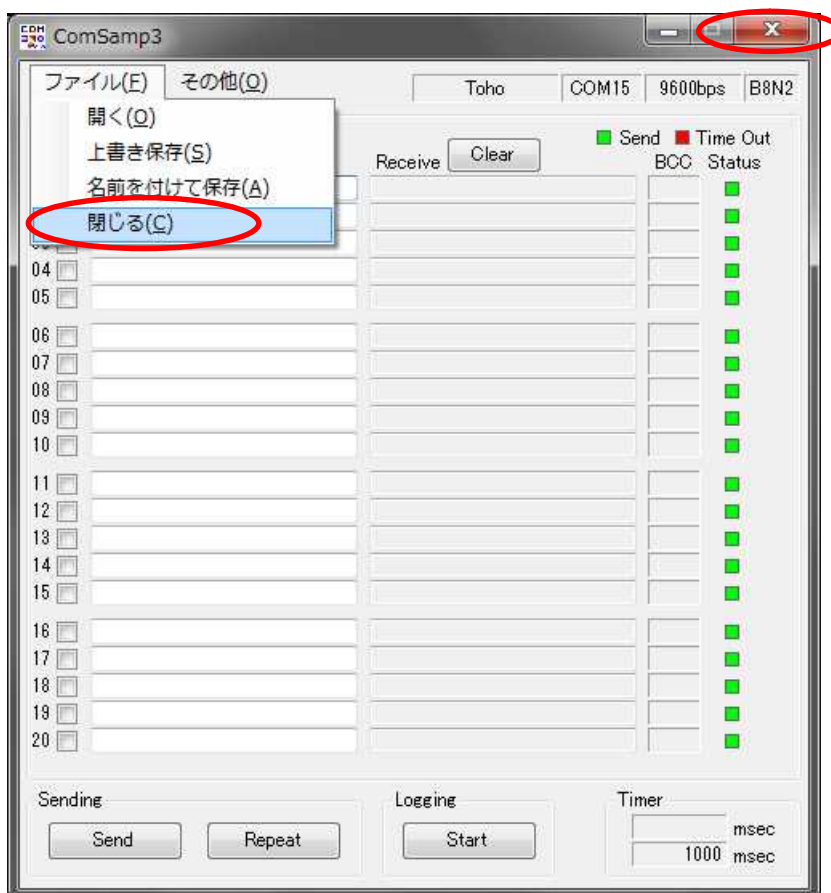 ComSamp3
ファイル(F) その他(O) Toho COM15 9600bps B8N2
開く(O)
上書き保存(S)
名前を付けて保存(A)
閉じる(C)
Send Time Out
Receive Clear BCC Status
04
05
06
07
08
09
10
11
12
13
14
15
16
17
18
19
20
Sending Logging Timer
Send Repeat Start msec
1000 msec